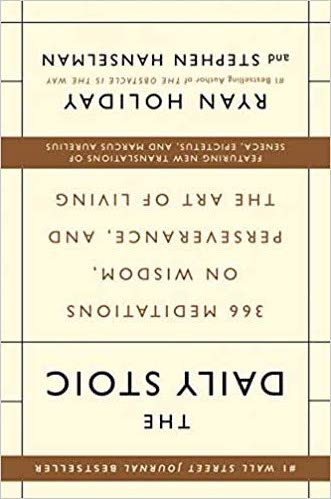 #1 WALL STREET JOURNAL BESTSELLER
THE
DAILY STOIC
366 MEDITATIONS
ON WISDOM,
PERSEVERANCE, AND
THE ART OF LIVING
FEATURING NEW TRANSLATIONS OF
SENECA, EPICTETUS, AND MARCUS AURELIUS
RYAN HOLIDAY
#1 Bestselling Author of THE OBSTACLE IS THE WAY
and STEPHEN HANSELMAN